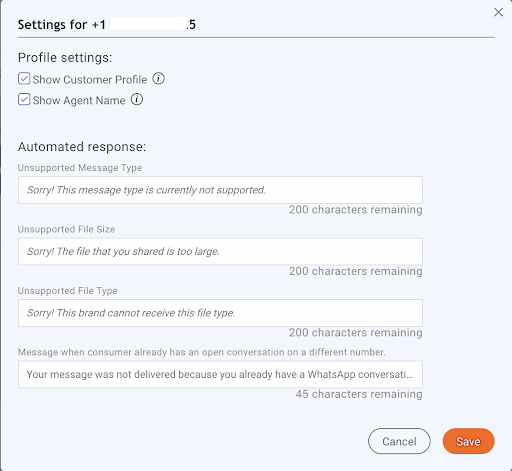 Settings for +1 5
Profile settings:
Show Customer Profile i
Show Agent Name i
Automated response:
Unsupported Message Type
Sorry! This message type is currently not supported.
200 characters remaining
Unsupported File Size
Sorry! The file that you shared is too large.
200 characters remaining
Unsupported File Type
Sorry! This brand cannot receive this file type.
200 characters remaining
Message when consumer already has an open conversation on a different number.
Your message was not delivered because you already have a WhatsApp conversati...
45 characters remaining
Cancel Save